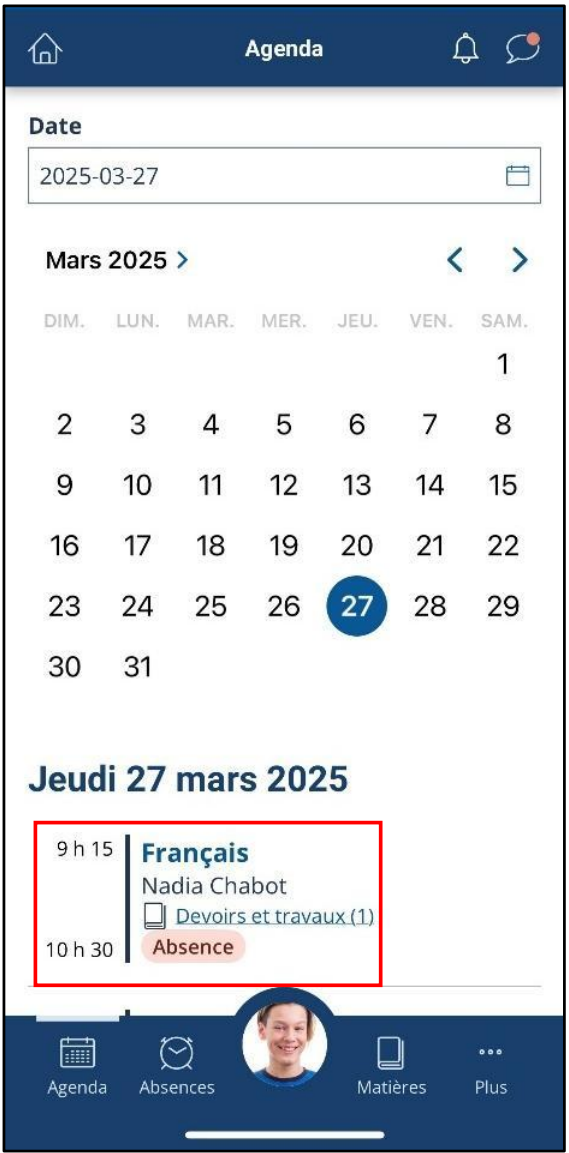 Agenda
Date
2025-03-27
Mars 2025 >
DIM. LUN. MAR. MER. JEU. VEN. SAM.
1
2 3 4 5 6 7 8
9 10 11 12 13 14 15
16 17 18 19 20 21 22
23 24 25 26 27 28 29
30 31
Jeudi 27 mars 2025
9 h 15 Français
Nadia Chabot
Devoirs et travaux (1)
10 h 30 Absence
Agenda Absences Matières Plus